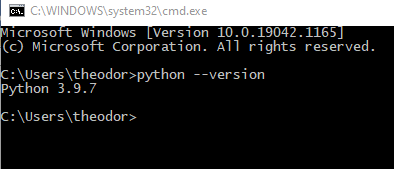 C:\WINDOWS\system32\cmd.exe
Microsoft Windows [Version 10.0.19042.1165]
(c) Microsoft Corporation. All rights reserved.
C:\Users\theodor>python --version
Python 3.9.7
C:\Users\theodor>